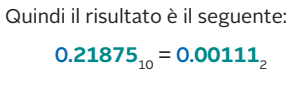 Quindi il risultato è il seguente:
0.21875₁₀ = 0.00111₂